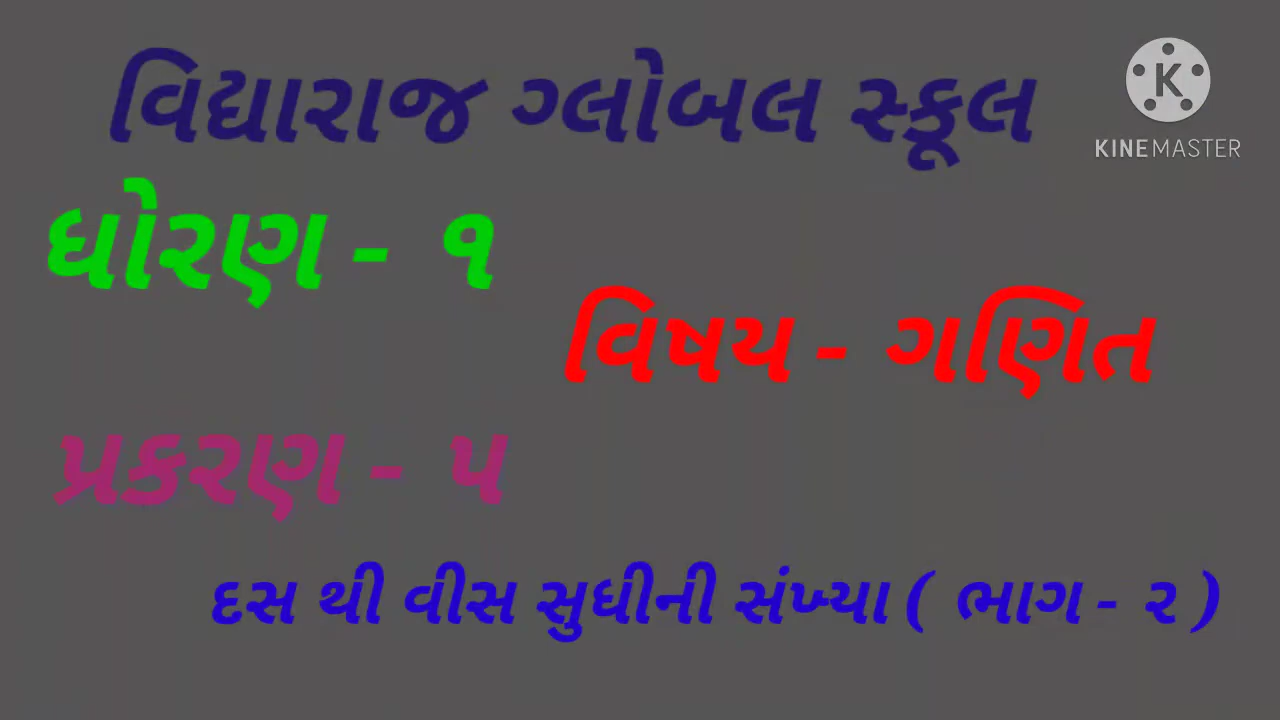 વિદ્યારાજ ગ્લોબલ સ્કૂલ
K
KINEMASTER
ધોરણ - ૧
વિષય - ગણિત
પ્રકરણ - ૫
દસ થી વીસ સુધીની સંખ્યા ( ભાગ - ૨ )